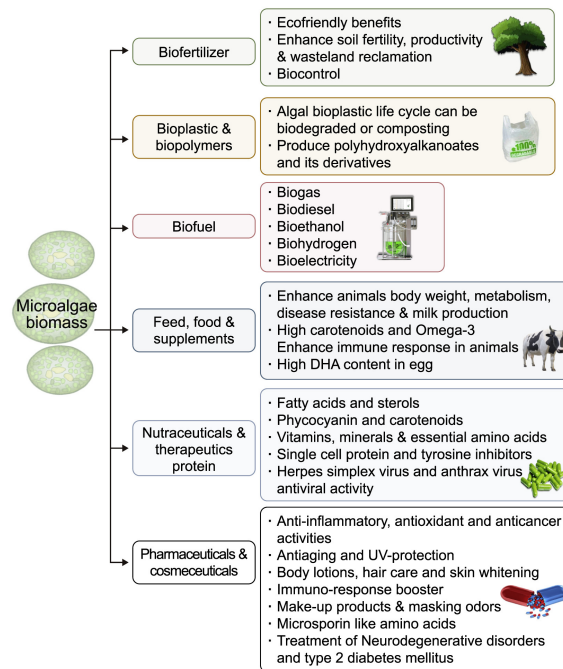 Microalgae
biomass
Biofertilizer
· Ecofriendly benefits
· Enhance soil fertility, productivity
& wasteland reclamation
· Biocontrol
Bioplastic &
biopolymers
· Algal bioplastic life cycle can be
biodegraded or composting
· Produce polyhydroxyalkanoates
and its derivatives
100%
Biofuel
· Biogas
· Biodiesel
· Bioethanol
· Biohydrogen
· Bioelectricity
Feed, food &
supplements
· Enhance animals body weight, metabolism,
disease resistance & milk production
· High carotenoids and Omega-3
Enhance immune response in animals
· High DHA content in egg
Nutraceuticals &
therapeutics
protein
· Fatty acids and sterols
· Phycocyanin and carotenoids
· Vitamins, minerals & essential amino acids
· Single cell protein and tyrosine inhibitors
· Herpes simplex virus and anthrax virus
antiviral activity
Pharmaceuticals &
cosmeceuticals
· Anti-inflammatory, antioxidant and anticancer
activities
· Antiaging and UV-protection
· Body lotions, hair care and skin whitening
· Immuno-response booster
· Make-up products & masking odors
· Microsporin like amino acids
· Treatment of Neurodegenerative disorders
and type 2 diabetes mellitus